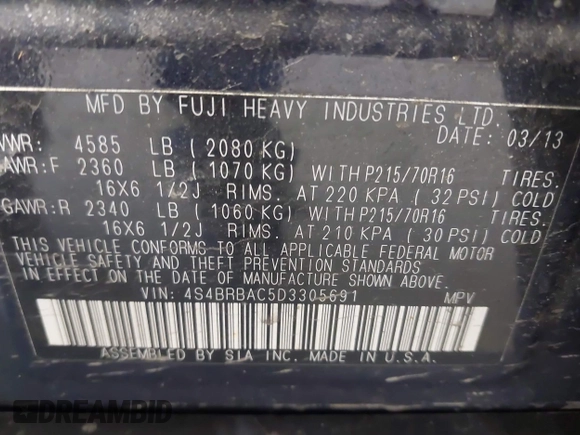 MFD BY FUJI HEAVY INDUSTRIES LTD.
DATE: 03/13
VWR: 4585 LB ( 2080 KG)
AWR:F 2360 LB ( 1070 KG) WITH P215/70R16 TIRES.
16X6 1/2J RIMS. AT 220 KPA ( 32 PSI) COLD
GAWR:R 2340 LB ( 1060 KG) WITH P215/70R16 TIRES.
16X6 1/2J RIMS. AT 210 KPA ( 30 PSI) COLD
THIS VEHICLE CONFORMS TO ALL APPLICABLE FEDERAL MOTOR
VEHICLE SAFETY AND THEFT PREVENTION STANDARDS
IN EFFECT ON THE DATE OF MANUFACTURE SHOWN ABOVE.
VIN: 4S4BRBAC5D3305691 MPV
ASSEMBLED BY SIA INC. MADE IN U.S.A.
DREAMBID